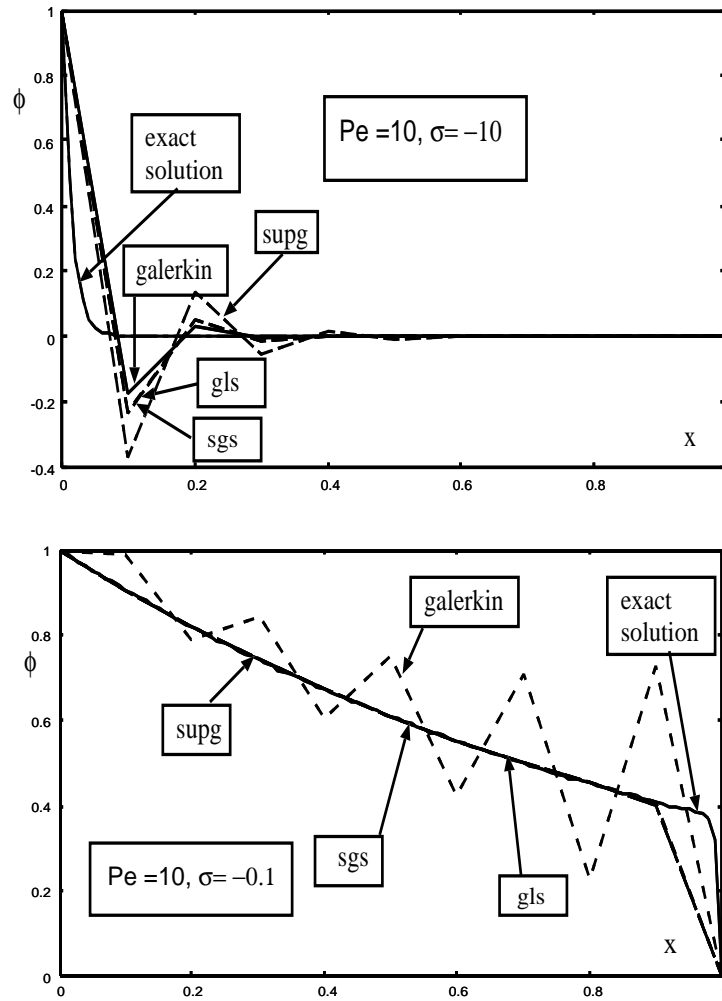 1
0.8
ϕ
0.6
0.4
0.2
0
-0.2
-0.4
exact
solution
Pe =10, σ= −10
supg
galerkin
gls
sgs
x
0
0.2
0.4
0.6
0.8
1
0.8
ϕ
0.6
0.4
0.2
0
galerkin
exact
solution
supg
sgs
gls
Pe =10, σ= −0.1
x
0
0.2
0.4
0.6
0.8